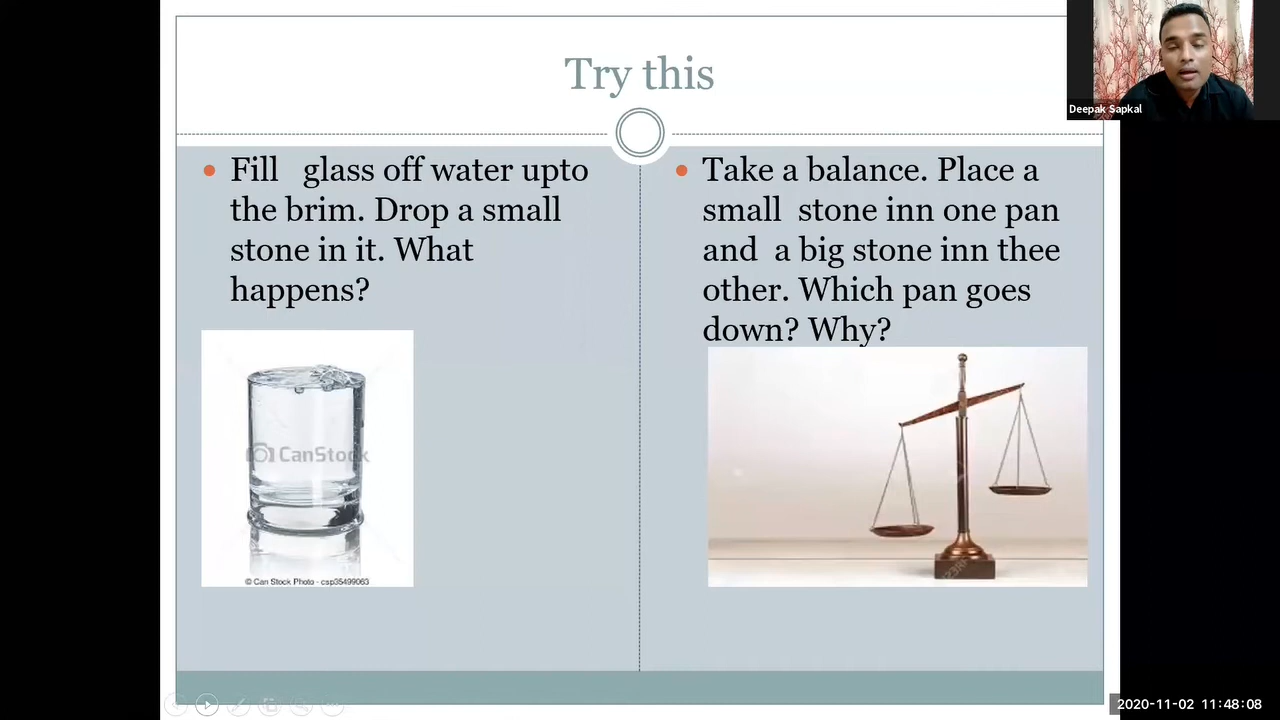 Try this
Deepak Sapkal
Fill glass off water upto
the brim. Drop a small
stone in it. What
happens?
Take a balance. Place a
small stone inn one pan
and a big stone inn thee
other. Which pan goes
down? Why?
CanStock
© Can Stock Photo - csp35499063
2020-11-02 11:48:08